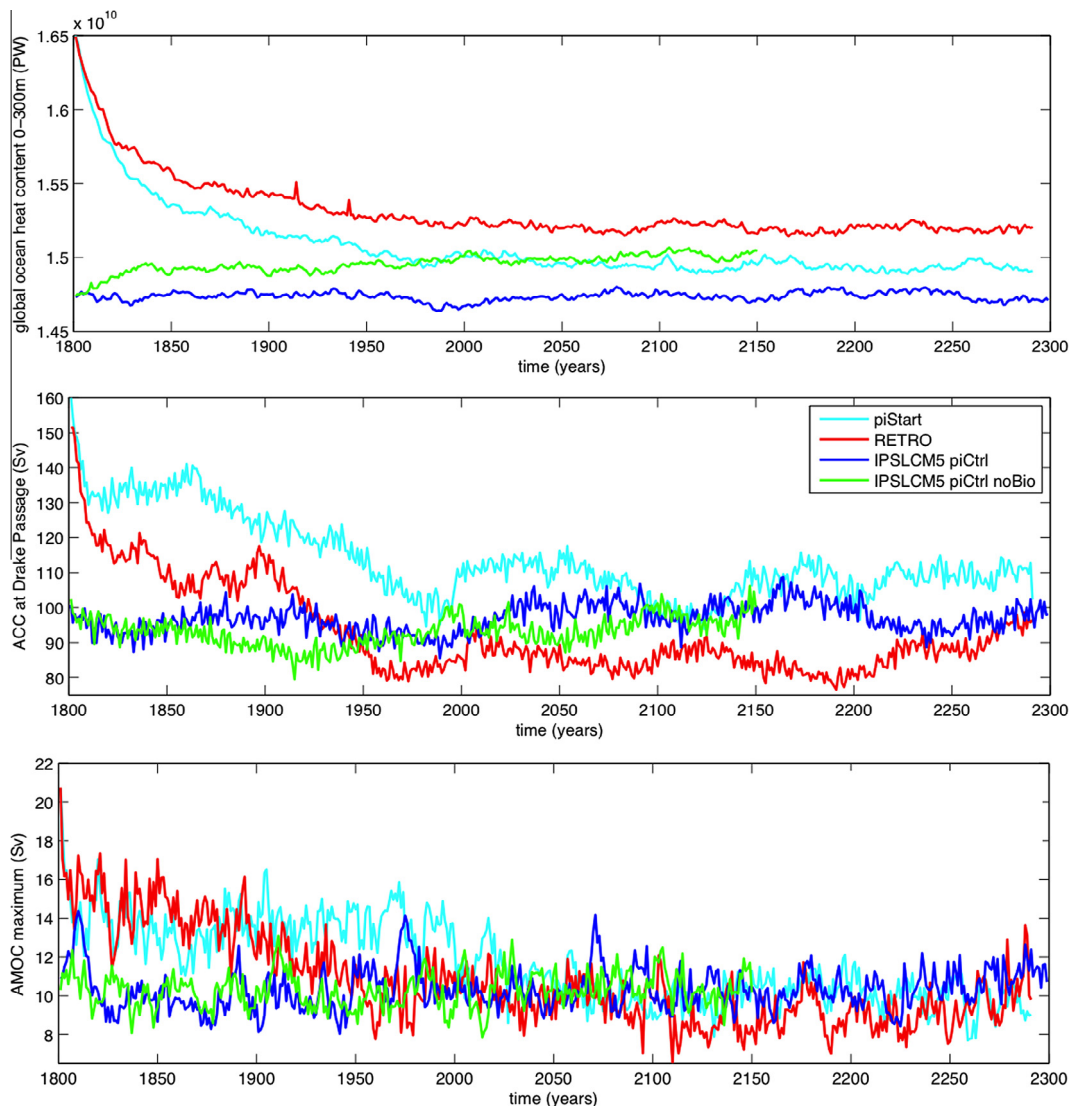 x 10^10
1.65
1.6
1.55
1.5
1.45
global ocean heat content 0-300m (PW)
1800 1850 1900 1950 2000 2050 2100 2150 2200 2250 2300
time (years)
160
150
140
130
120
110
100
90
80
ACC at Drake Passage (Sv)
piStart
RETRO
IPSLCM5 piCtrl
IPSLCM5 piCtrl noBio
1800 1850 1900 1950 2000 2050 2100 2150 2200 2250 2300
time (years)
22
20
18
16
14
12
10
8
AMOC maximum (Sv)
1800 1850 1900 1950 2000 2050 2100 2150 2200 2250 2300
time (years)